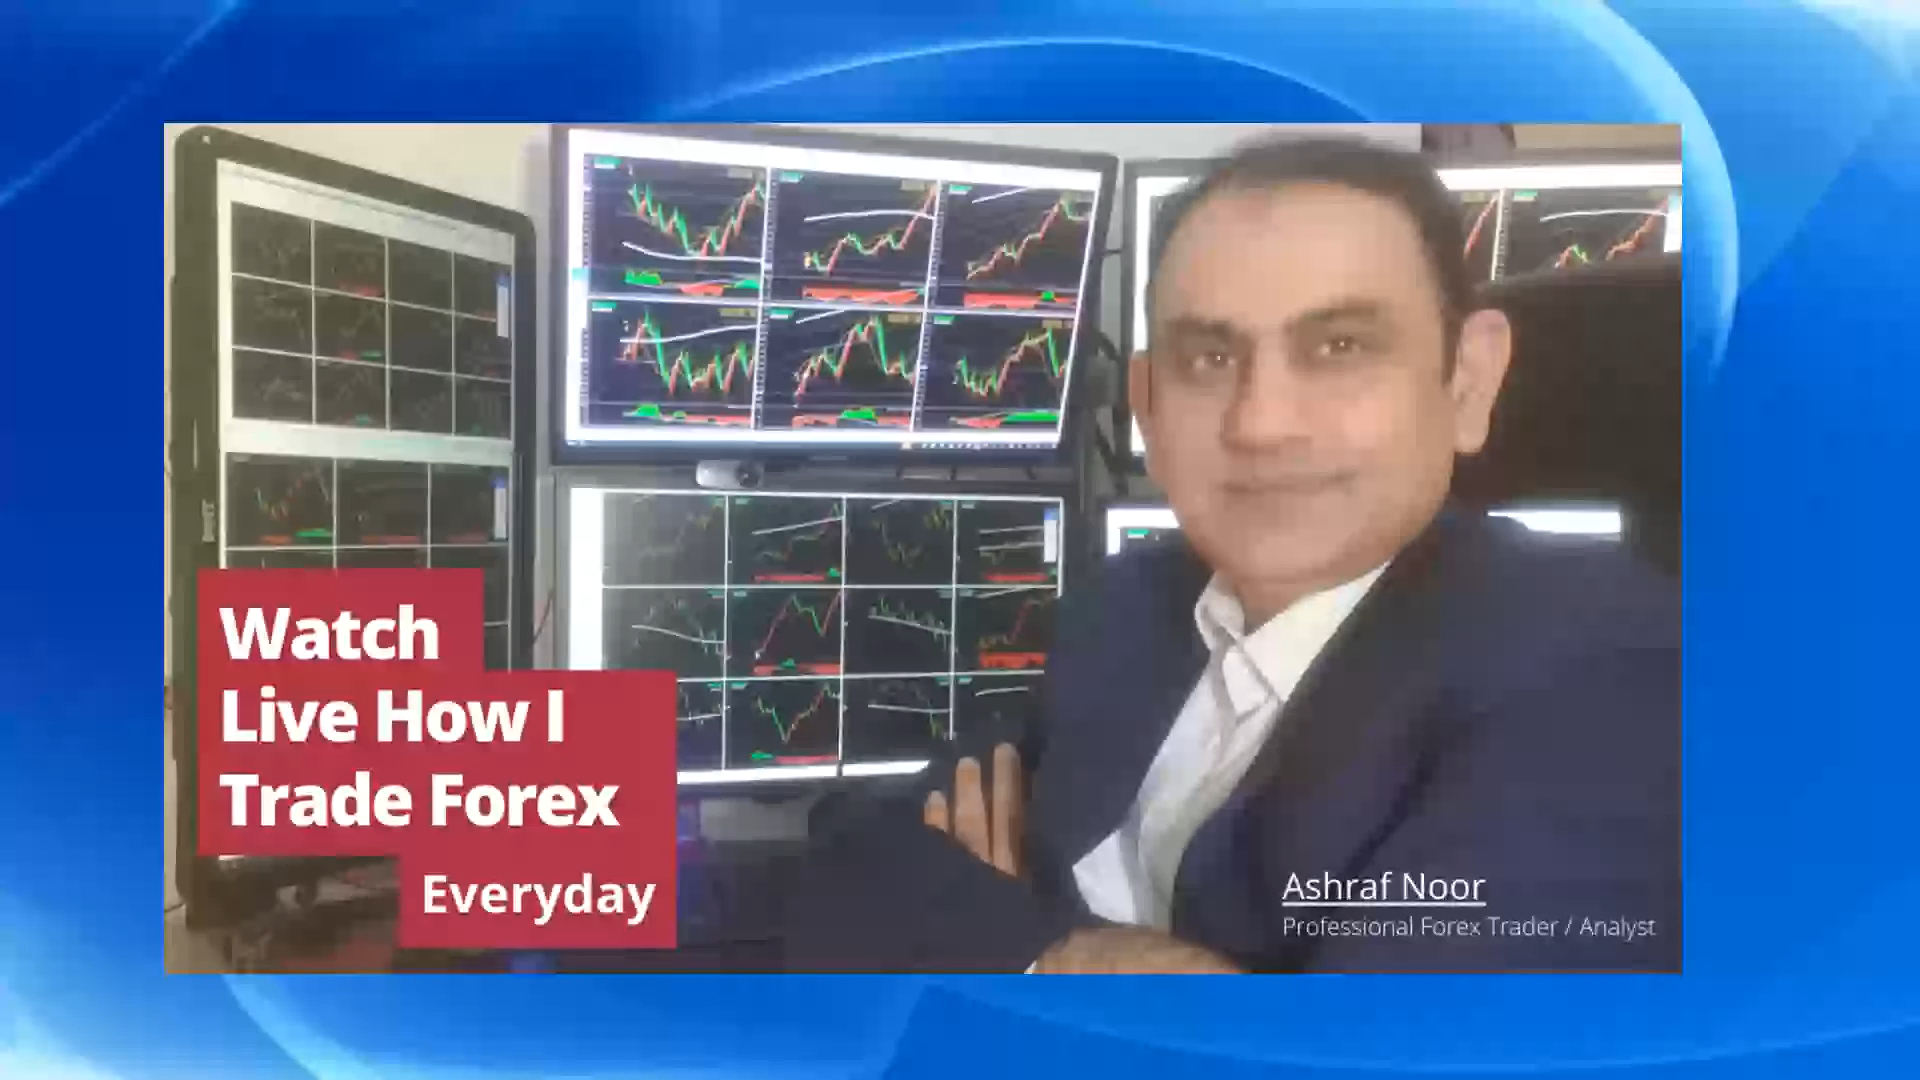 Watch
Live How I
Trade Forex
Everyday
Ashraf Noor
Professional Forex Trader / Analyst